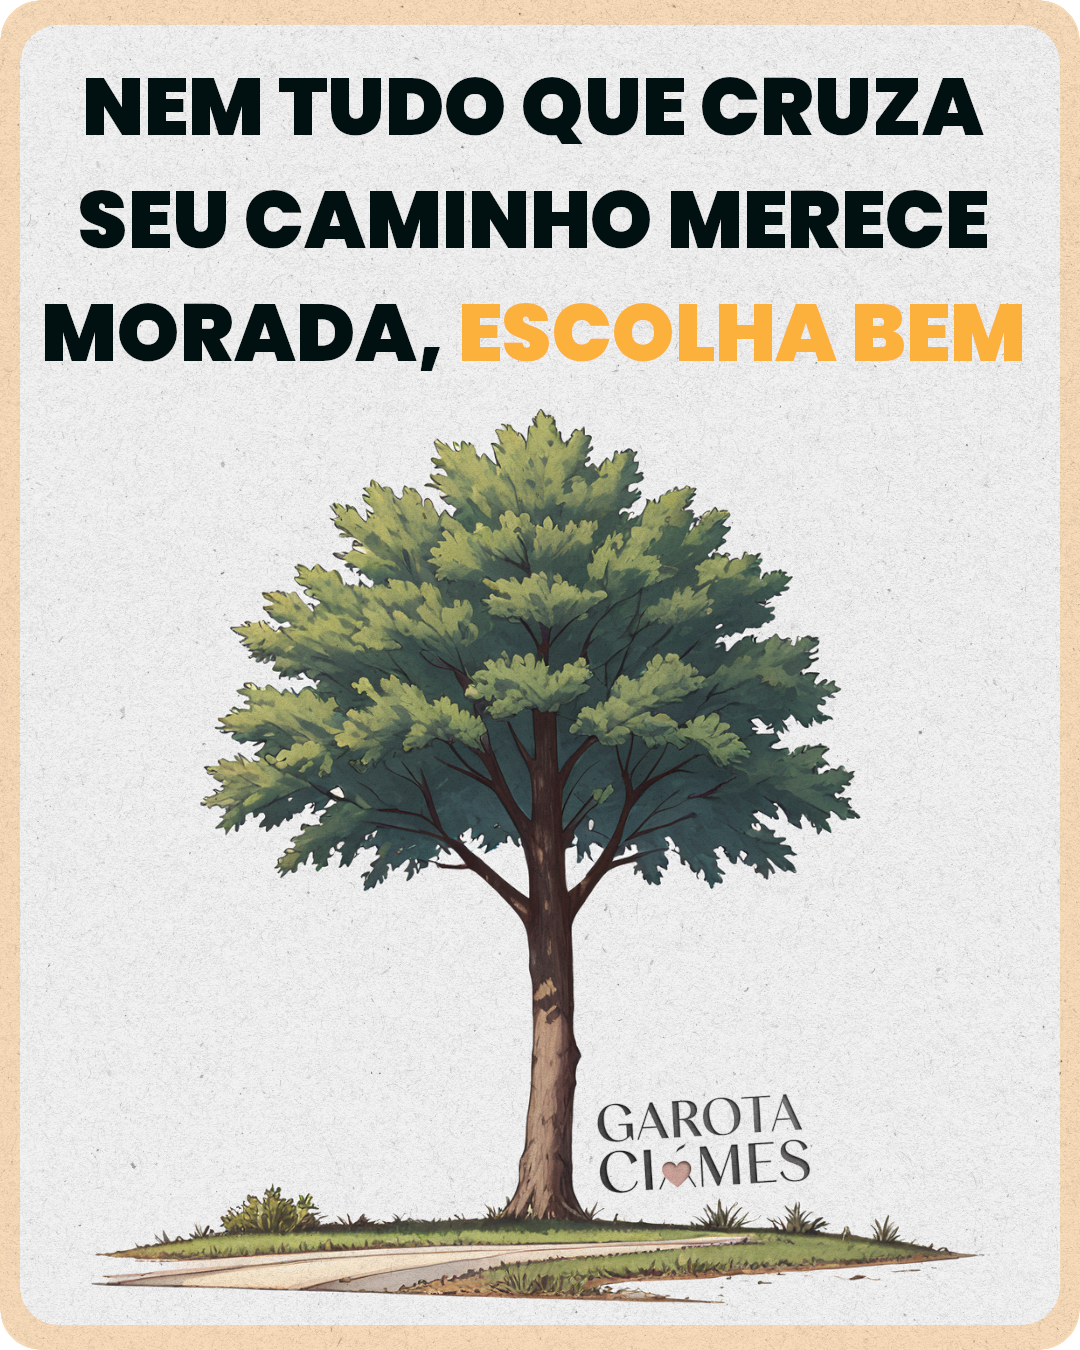 NEM TUDO QUE CRUZA
SEU CAMINHO MERECE
MORADA, ESCOLHA BEM
GAROTA
CIÚMES